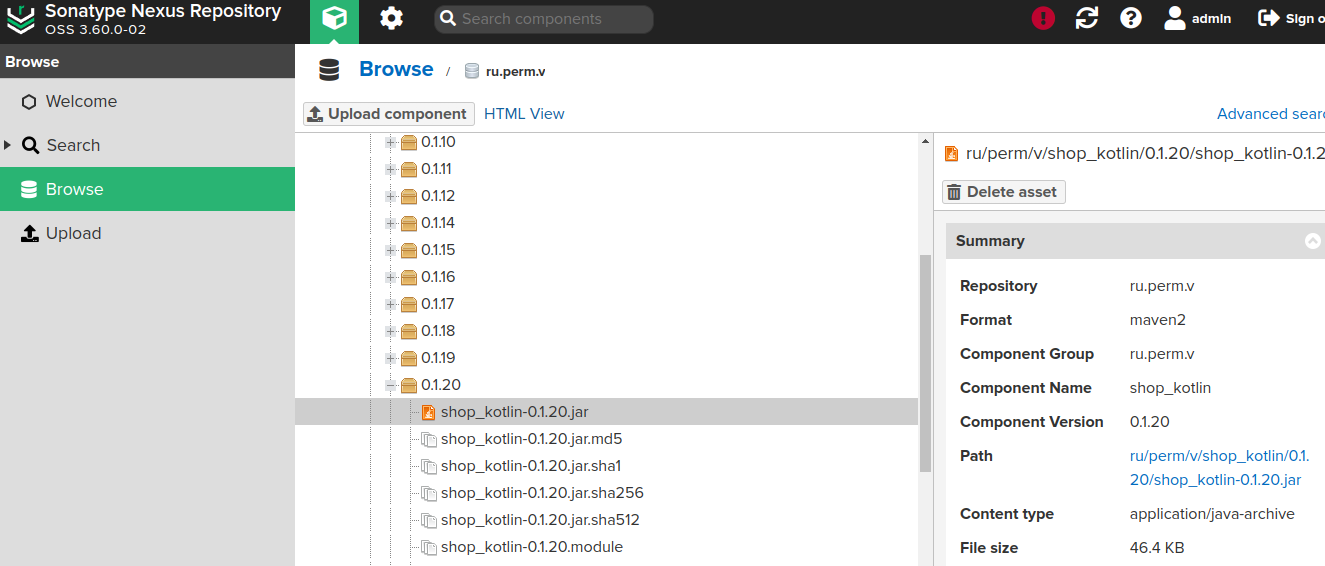 Sonatype Nexus Repository
OSS 3.60.0-02
Search components
admin
Sign o
Browse
Welcome
Search
Browse
Upload
Browse / ru.perm.v
Upload component HTML View
Advanced sear
0.1.10
0.1.11
0.1.12
0.1.14
0.1.15
0.1.16
0.1.17
0.1.18
0.1.19
0.1.20
shop_kotlin-0.1.20.jar
shop_kotlin-0.1.20.jar.md5
shop_kotlin-0.1.20.jar.sha1
shop_kotlin-0.1.20.jar.sha256
shop_kotlin-0.1.20.jar.sha512
shop_kotlin-0.1.20.module
ru/perm/v/shop_kotlin/0.1.20/shop_kotlin-0.1.2
Delete asset
Summary
Repository ru.perm.v
Format maven2
Component Group ru.perm.v
Component Name shop_kotlin
Component Version 0.1.20
Path ru/perm/v/shop_kotlin/0.1.
20/shop_kotlin-0.1.20.jar
Content type application/java-archive
File size 46.4 KB